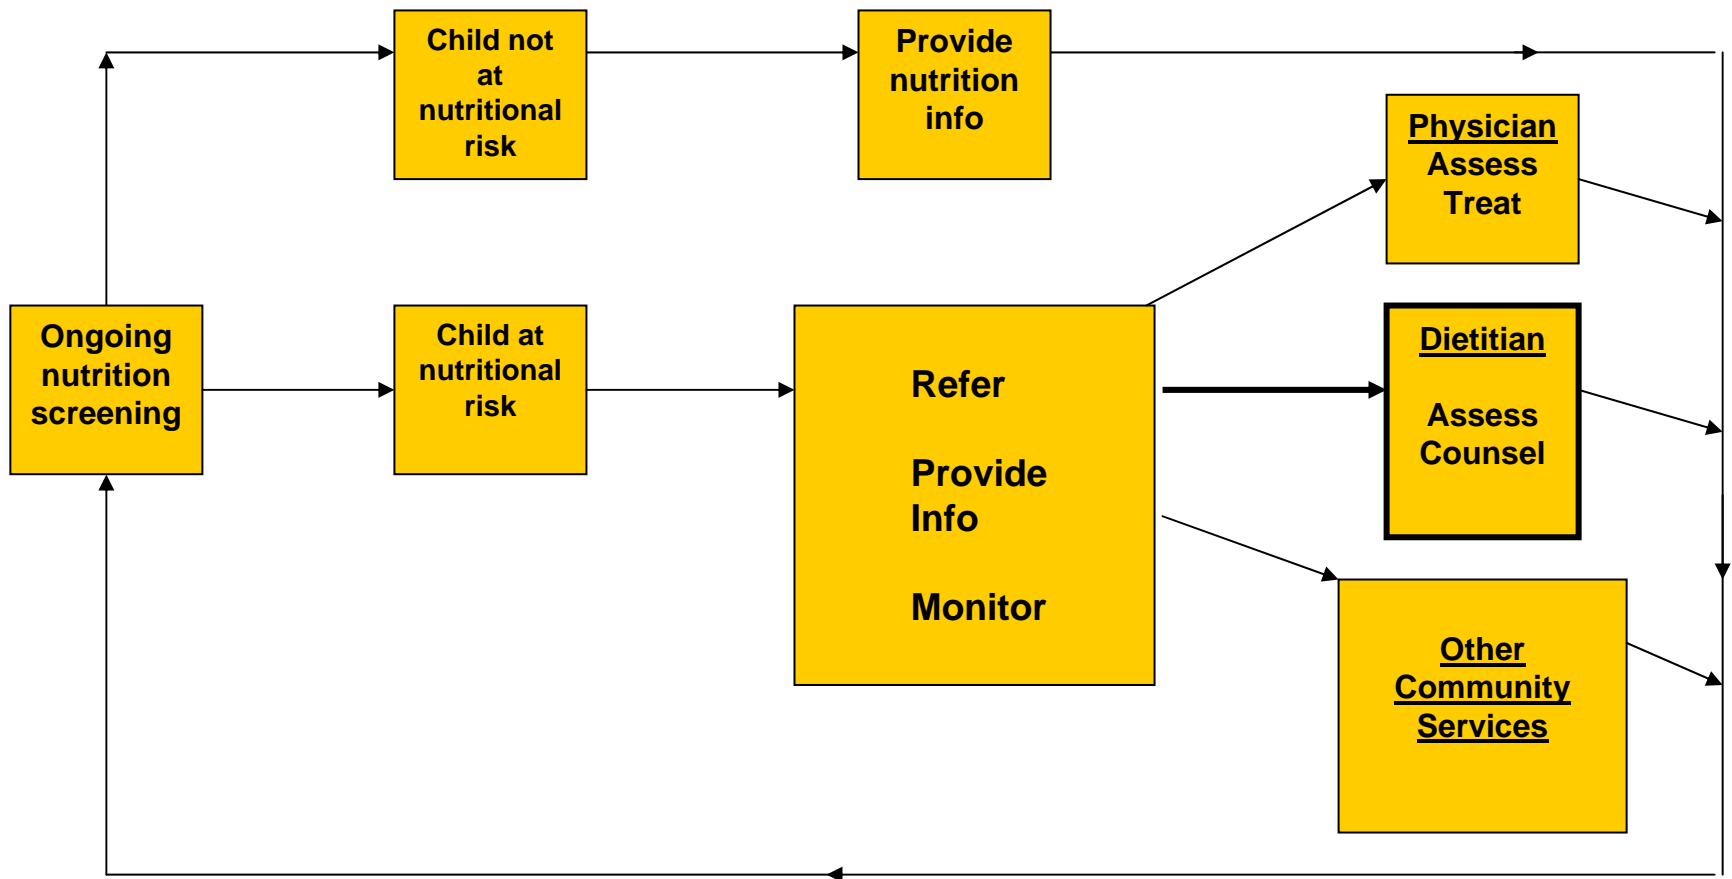 Child not
at
nutritional
risk
Provide
nutrition
info
Physician
Assess
Treat
Ongoing
nutrition
screening
Child at
nutritional
risk
Refer
Provide
Info
Monitor
Dietitian
Assess
Counsel
Other
Community
Services